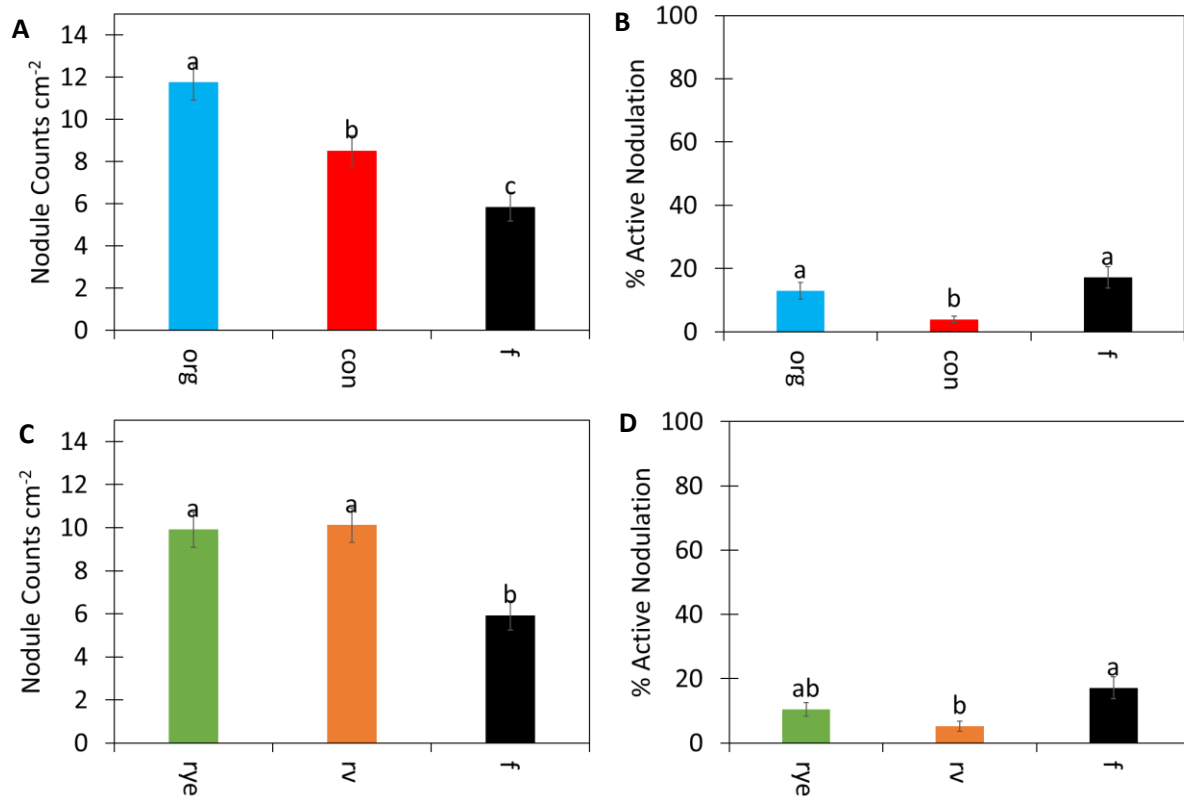 A
Nodule Counts cm⁻²
14
12
10
8
6
4
2
0
a
b
c
org
con
f
B
% Active Nodulation
100
80
60
40
20
0
a
b
a
org
con
f
C
Nodule Counts cm⁻²
14
12
10
8
6
4
2
0
a
a
b
rye
rv
f
D
% Active Nodulation
100
80
60
40
20
0
ab
b
a
rye
rv
f